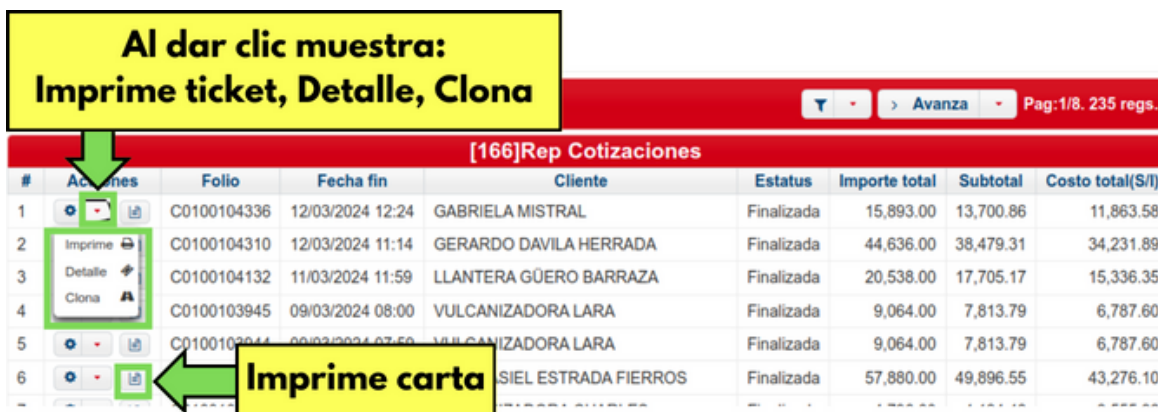 Al dar clic muestra:
Imprime ticket, Detalle, Clona
> Avanza Pag:1/8. 235 regs.
[166]Rep Cotizaciones
# Folio Fecha fin Cliente Estatus Importe total Subtotal Costo total(S/I)
1 C0100104336 12/03/2024 12:24 GABRIELA MISTRAL Finalizada 15,893.00 13,700.86 11,863.58
2 Imprime C0100104310 12/03/2024 11:14 GERARDO DAVILA HERRADA Finalizada 44,636.00 38,479.31 34,231.89
3 Detalle C0100104132 11/03/2024 11:59 LLANTERA GÜERO BARRAZA Finalizada 20,538.00 17,705.17 15,336.35
4 Clona C0100103945 09/03/2024 08:00 VULCANIZADORA LARA Finalizada 9,064.00 7,813.79 6,787.60
5 Finalizada 9,064.00 7,813.79 6,787.60
6 Imprime carta ESTRADA FIERROS Finalizada 57,880.00 49,896.55 43,276.10